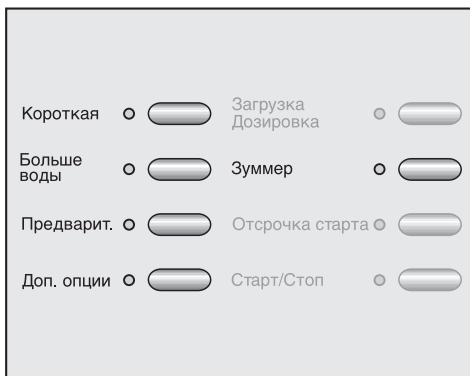 Короткая
Загрузка
Дозировка
Больше
воды
Зуммер
Предварит.
Отсрочка старта
Доп. опции
Старт/Стоп